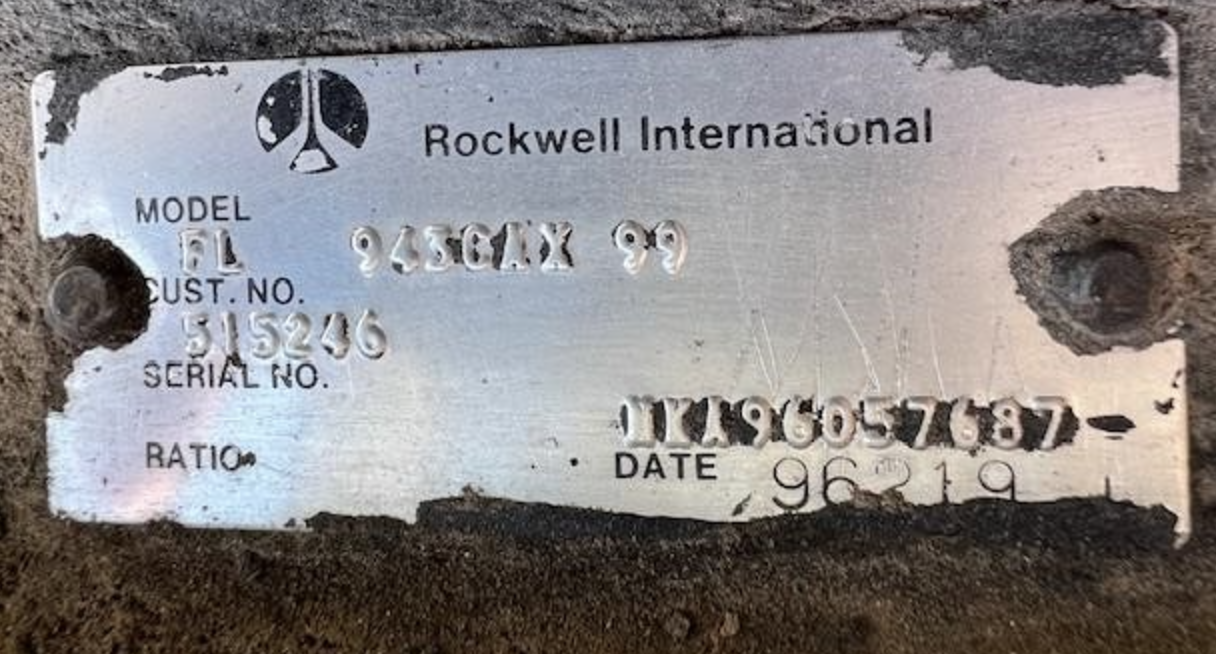 Rockwell International
MODEL
FL 943GAX 99
CUST. NO.
515246
SERIAL NO.
NKA96057687
RATIO
DATE 96219